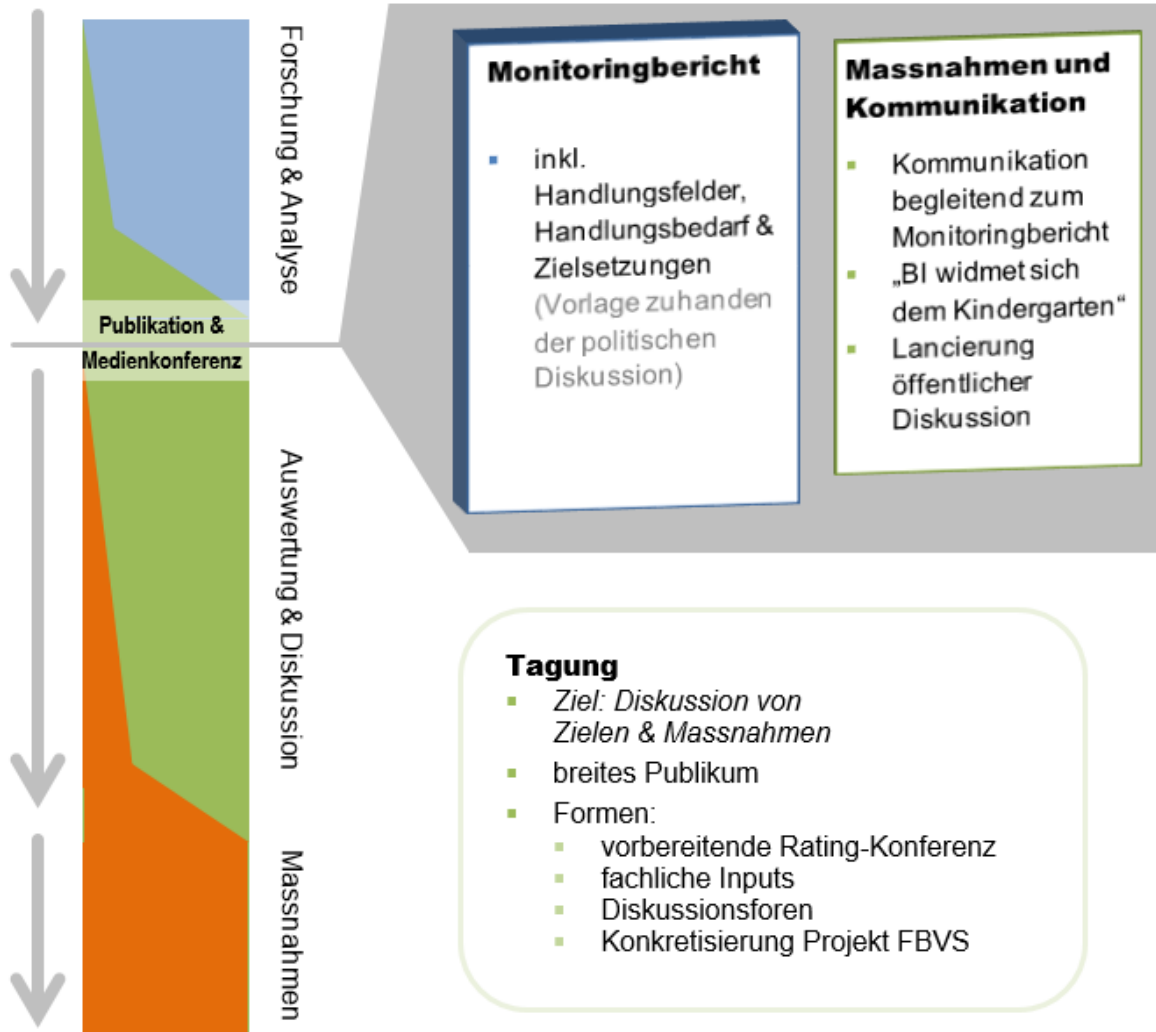 Forschung & Analyse
Publikation &
Medienkonferenz
Auswertung & Diskussion
Massnahmen
Monitoringbericht
inkl.
Handlungsfelder,
Handlungsbedarf &
Zielsetzungen
(Vorlage zuhanden
der politischen
Diskussion)
Massnahmen und
Kommunikation
Kommunikation
begleitend zum
Monitoringbericht
„BI widmet sich
dem Kindergarten“
Lancierung
öffentlicher
Diskussion
Tagung
Ziel: Diskussion von
Zielen & Massnahmen
breites Publikum
Formen:
vorbereitende Rating-Konferenz
fachliche Inputs
Diskussionsforen
Konkretisierung Projekt FBVS